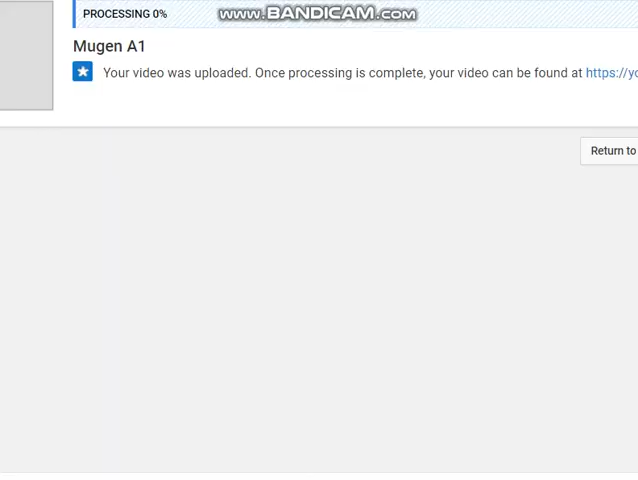 PROCESSING 0%
www.BANDICAM.com
Mugen A1
Your video was uploaded. Once processing is complete, your video can be found at https://yo
Return to